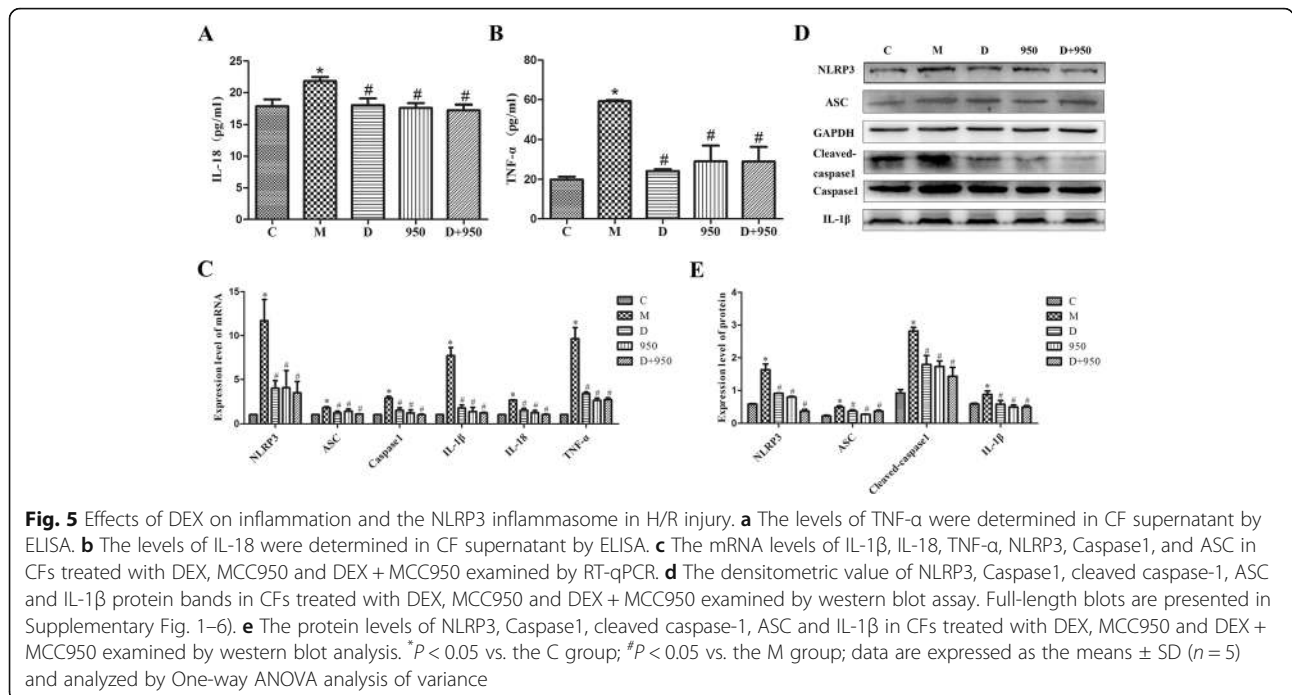 A
IL-18 (pg/ml)
25
20
15
10
5
0
*
#
#
#
C M D 950 D+950
B
TNF-α (pg/ml)
80
60
40
20
0
*
#
#
#
C M D 950 D+950
D
C M D 950 D+950
NLRP3
ASC
GAPDH
Cleaved-
caspase1
Caspase1
IL-1β
C
Expression level of mRNA
15
10
5
0
* # # #
* # # #
* # # #
* # # #
* # # #
* # # #
NLRP3 ASC Caspase1 IL-1β IL-18 TNF-α
C
M
D
950
D+950
E
Expression level of protein
4
3
2
1
0
* # # #
* # # #
* # # #
* # # #
NLRP3 ASC Cleaved-caspase1 IL-1β
C
M
D
950
D+950
Fig. 5 Effects of DEX on inflammation and the NLRP3 inflammasome in H/R injury. a The levels of TNF-α were determined in CF supernatant by
ELISA. b The levels of IL-18 were determined in CF supernatant by ELISA. c The mRNA levels of IL-1β, IL-18, TNF-α, NLRP3, Caspase1, and ASC in
CFs treated with DEX, MCC950 and DEX + MCC950 examined by RT-qPCR. d The densitometric value of NLRP3, Caspase1, cleaved caspase-1, ASC
and IL-1β protein bands in CFs treated with DEX, MCC950 and DEX + MCC950 examined by western blot assay. Full-length blots are presented in
Supplementary Fig. 1–6). e The protein levels of NLRP3, Caspase1, cleaved caspase-1, ASC and IL-1β in CFs treated with DEX, MCC950 and DEX +
MCC950 examined by western blot analysis. *P < 0.05 vs. the C group; #P < 0.05 vs. the M group; data are expressed as the means ± SD (n = 5)
and analyzed by One-way ANOVA analysis of variance